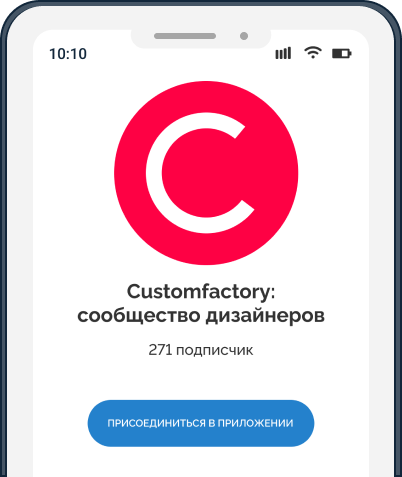 10:10
C
Customfactory:
сообщество дизайнеров
271 подписчик
ПРИСОЕДИНИТЬСЯ В ПРИЛОЖЕНИИ